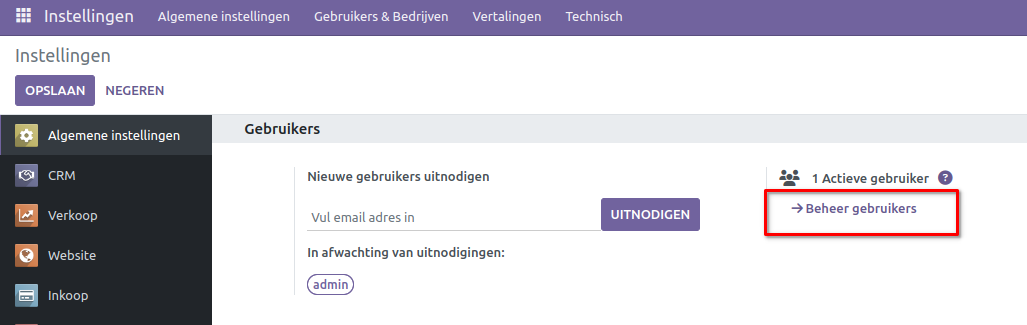 Instellingen Algemene instellingen Gebruikers & Bedrijven Vertalingen Technisch
Instellingen
OPSLAAN NEGEREN
Algemene instellingen
CRM
Verkoop
Website
Inkoop
Gebruikers
Nieuwe gebruikers uitnodigen
Vul email adres in UITNODIGEN
In afwachting van uitnodigingen:
admin
1 Actieve gebruiker ?
→ Beheer gebruikers